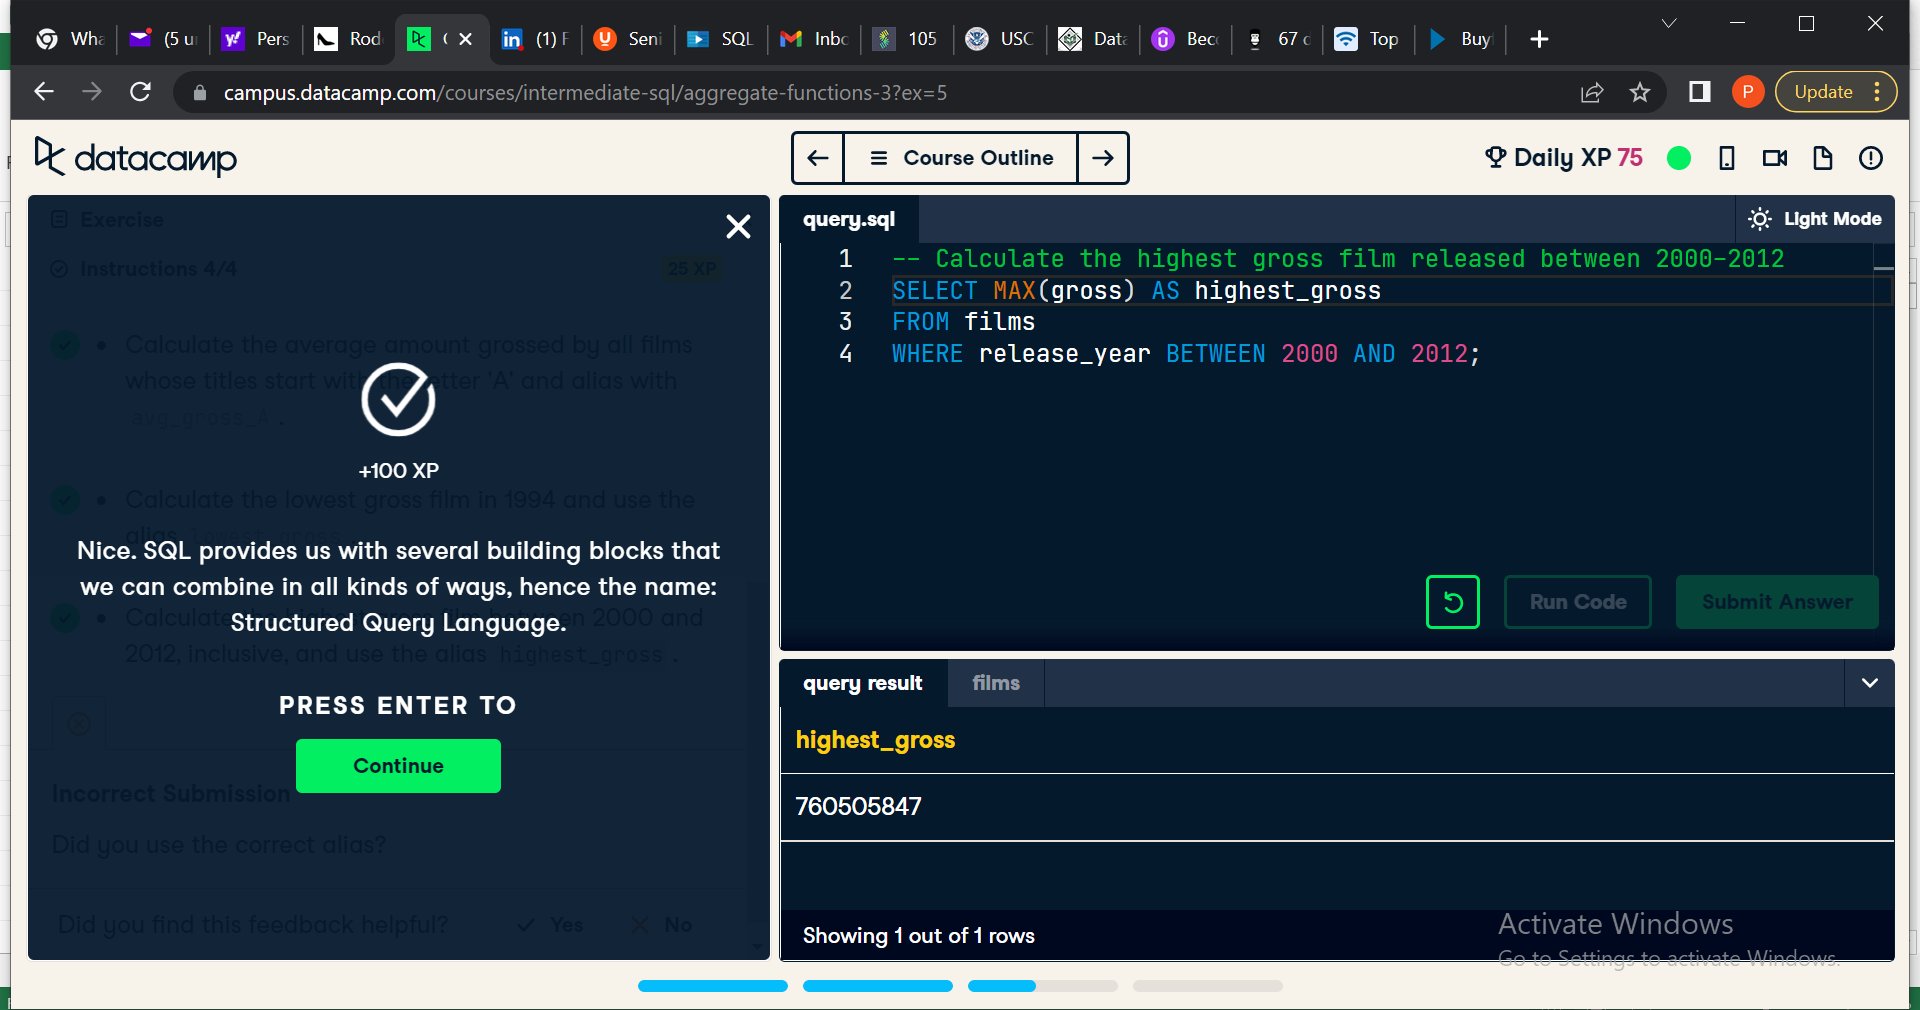 Wha
(5 u
Pers
Rod
(1) F
Seni
SQL
Inbo
105
USC
Data
Beco
67 c
Top
Buy
campus.datacamp.com/courses/intermediate-sql/aggregate-functions-3?ex=5
P
Update
datacamp
Course Outline
Daily XP 75
Exercise
Instructions 4/4
25 XP
Calculate the average amount grossed by all films
whose titles start with the letter 'A' and alias with
avg_gross_A .
+100 XP
Calculate the lowest gross film in 1994 and use the
alias lowest_gross .
Nice. SQL provides us with several building blocks that
we can combine in all kinds of ways, hence the name:
Structured Query Language.
Calculate the highest gross film between 2000 and
2012, inclusive, and use the alias highest_gross .
PRESS ENTER TO
Continue
Incorrect Submission
Did you use the correct alias?
Did you find this feedback helpful?
Yes
No
query.sql
Light Mode
1 -- Calculate the highest gross film released between 2000-2012
2 SELECT MAX(gross) AS highest_gross
3 FROM films
4 WHERE release_year BETWEEN 2000 AND 2012;
Run Code
Submit Answer
query result
films
highest_gross
760505847
Showing 1 out of 1 rows
Activate Windows
Go to Settings to activate Windows.